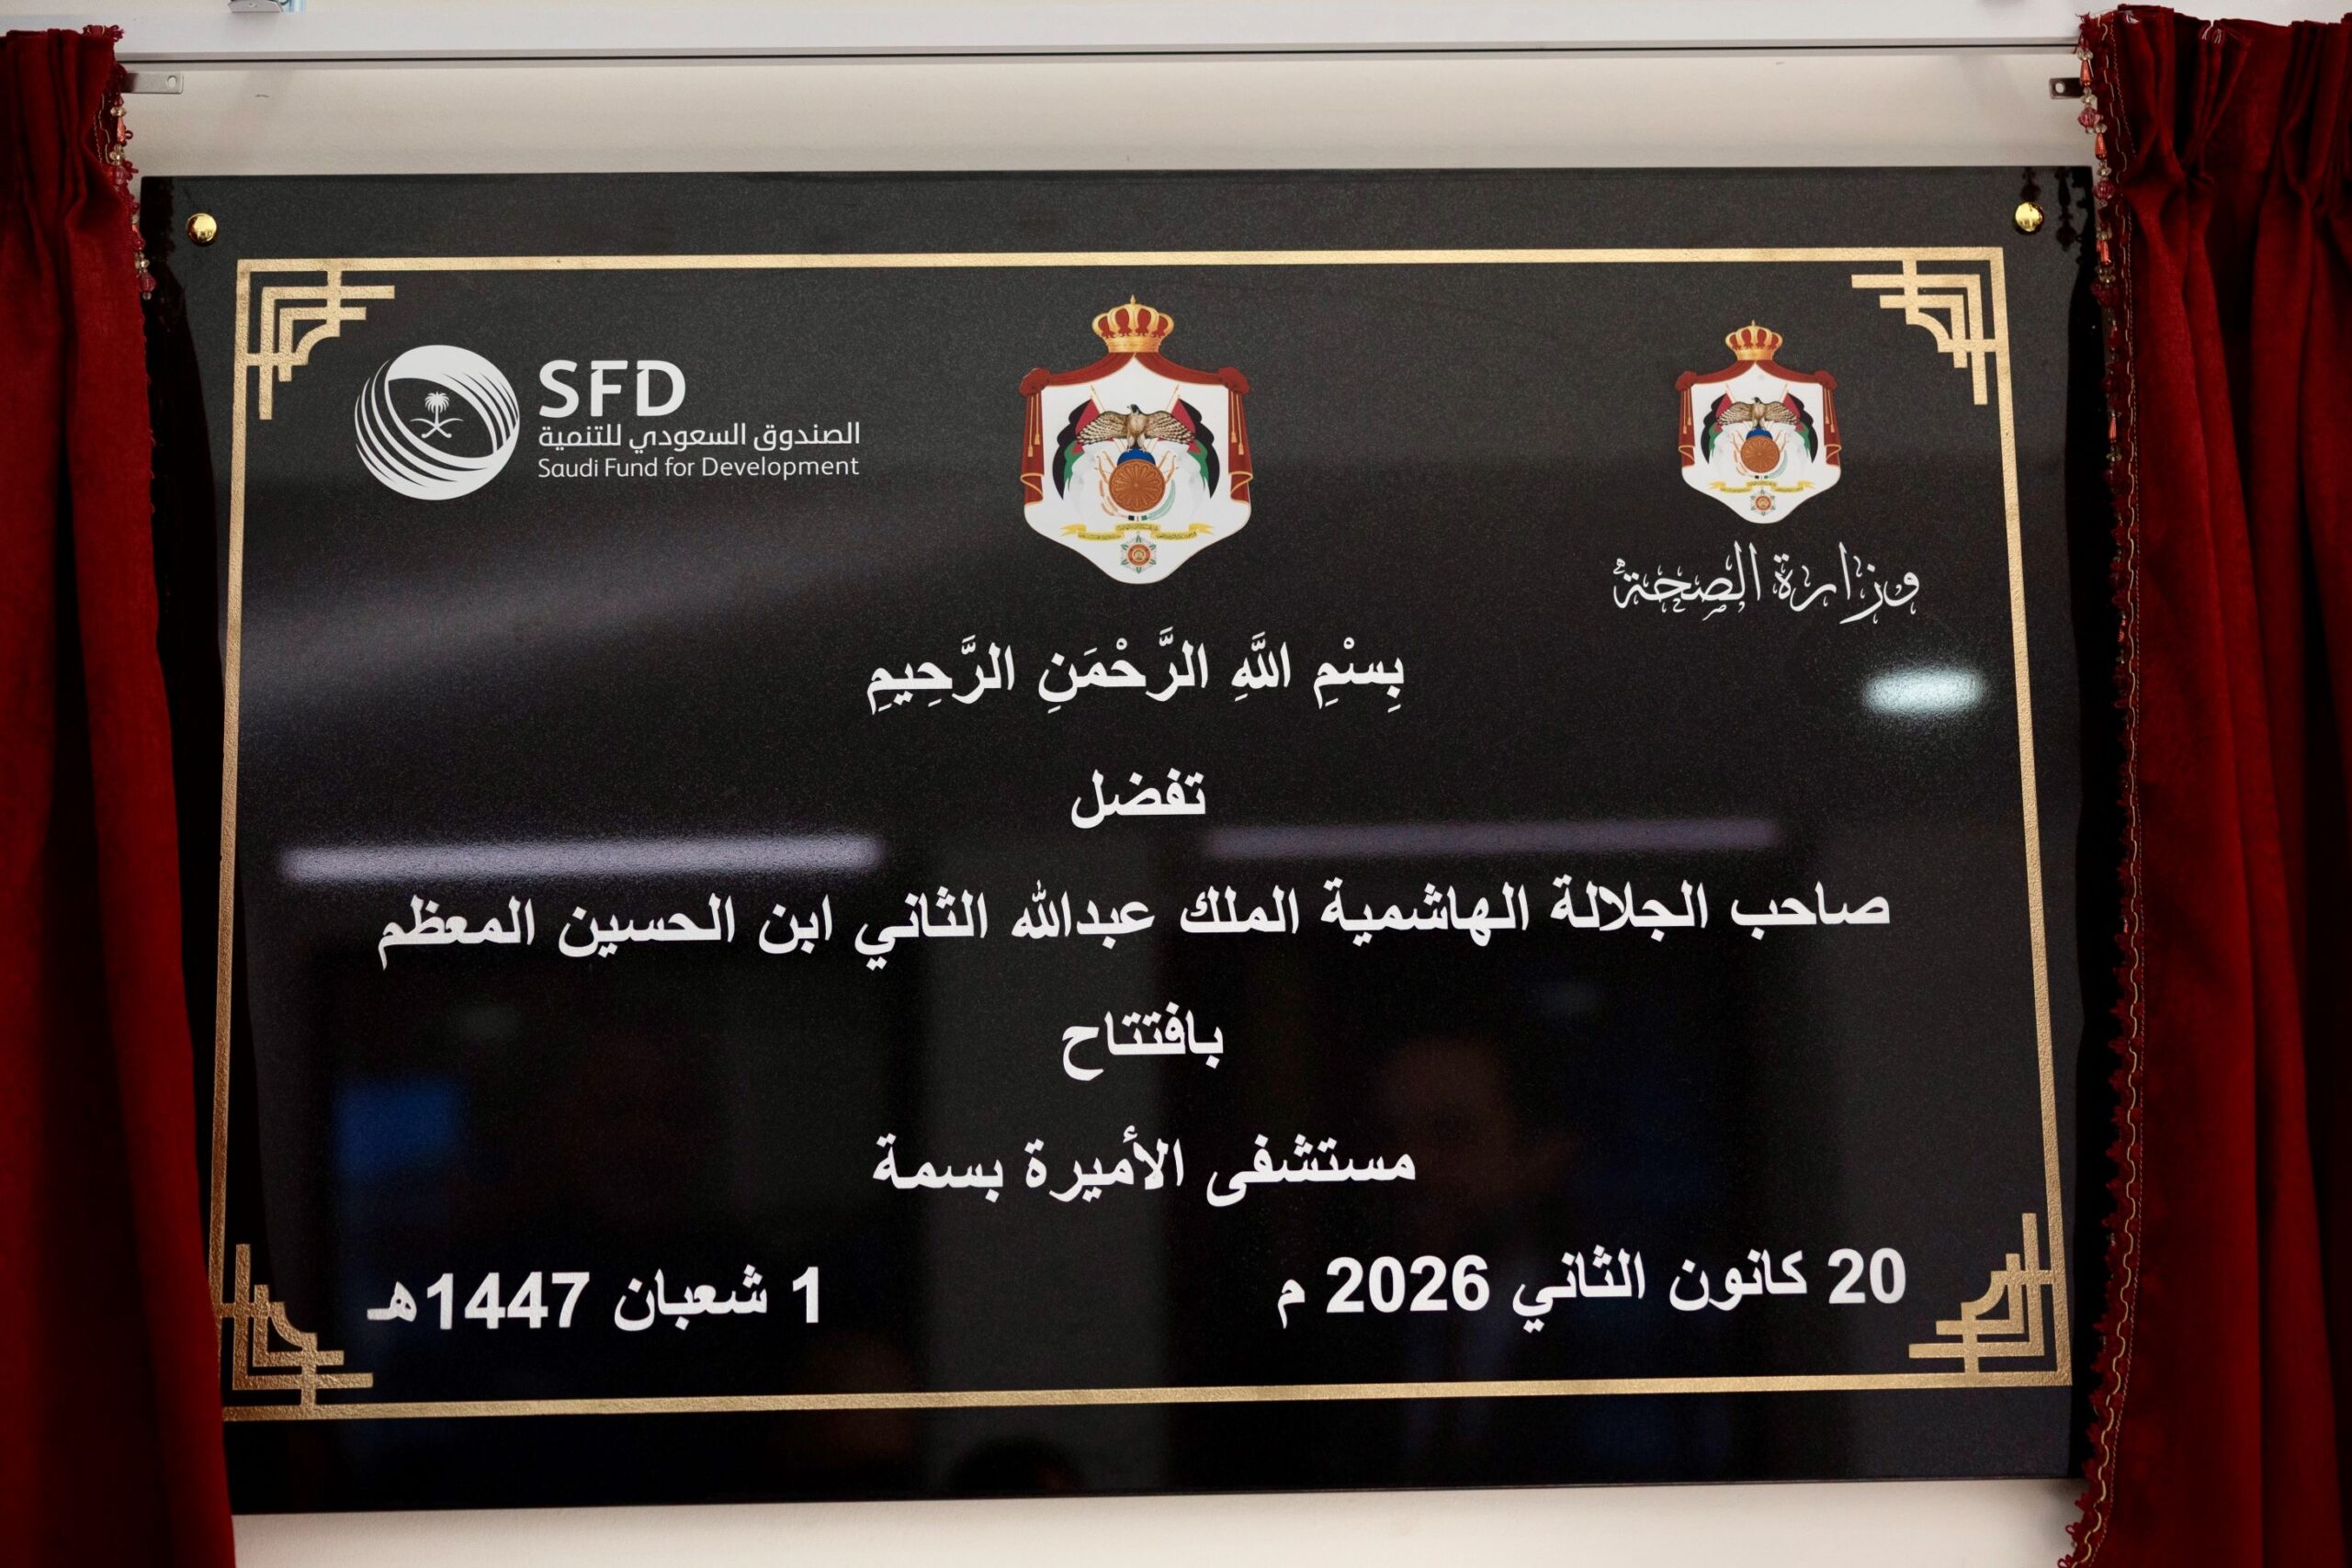 SFD
الصندوق السعودي للتنمية
Saudi Fund for Development
وزارة الصحة
بِسْمِ اللَّهِ الرَّحْمَنِ الرَّحِيمِ
تفضل
صاحب الجلالة الهاشمية الملك عبدالله الثاني ابن الحسين المعظم
بافتتاح
مستشفى الأميرة بسمة
20 كانون الثاني 2026 م
1 شعبان 1447هـ